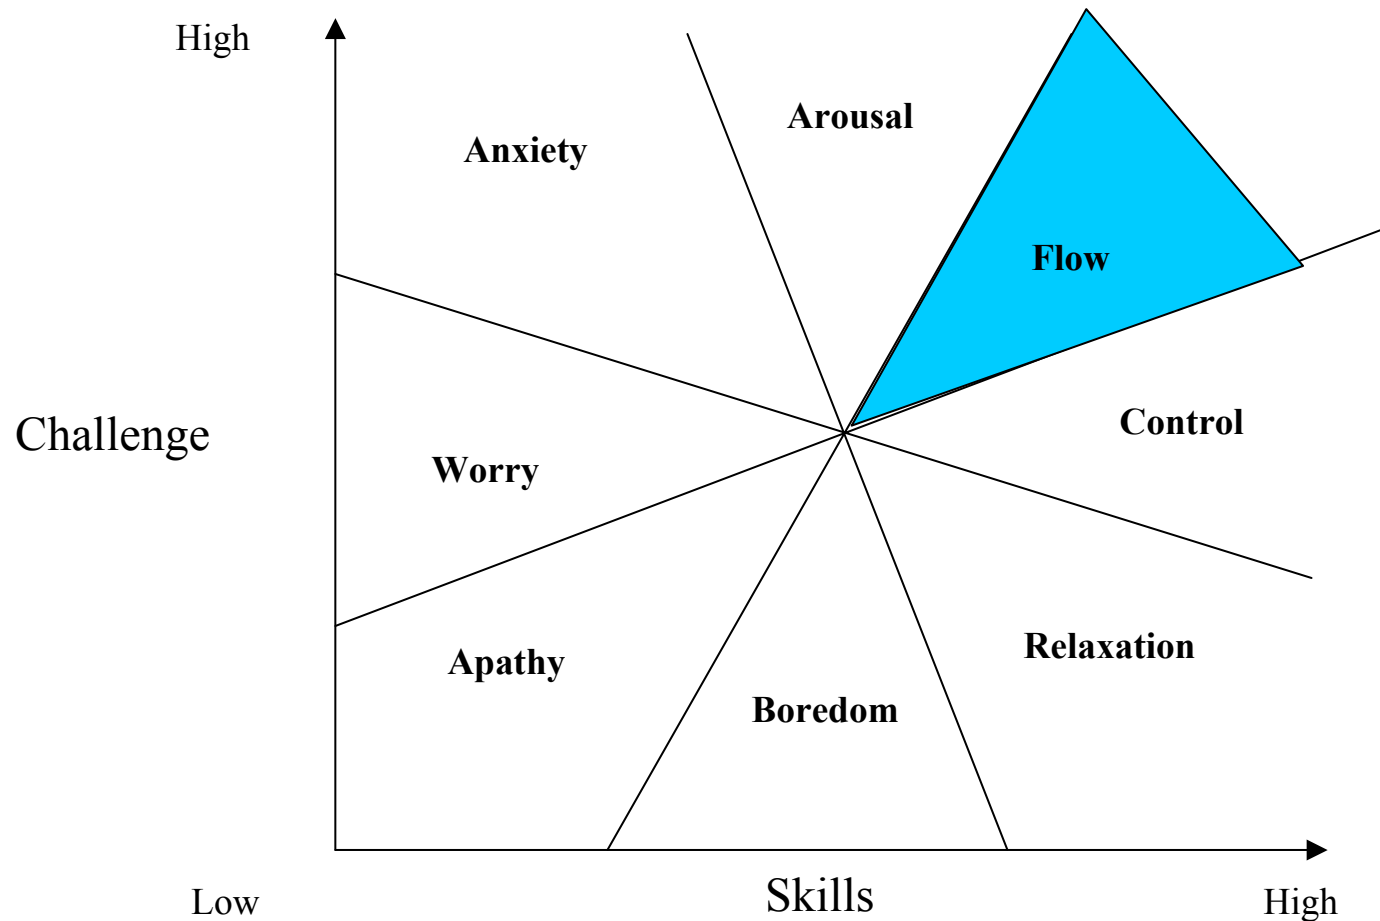 High
Arousal
Anxiety
Flow
Control
Challenge
Worry
Relaxation
Apathy
Boredom
Low
Skills
High